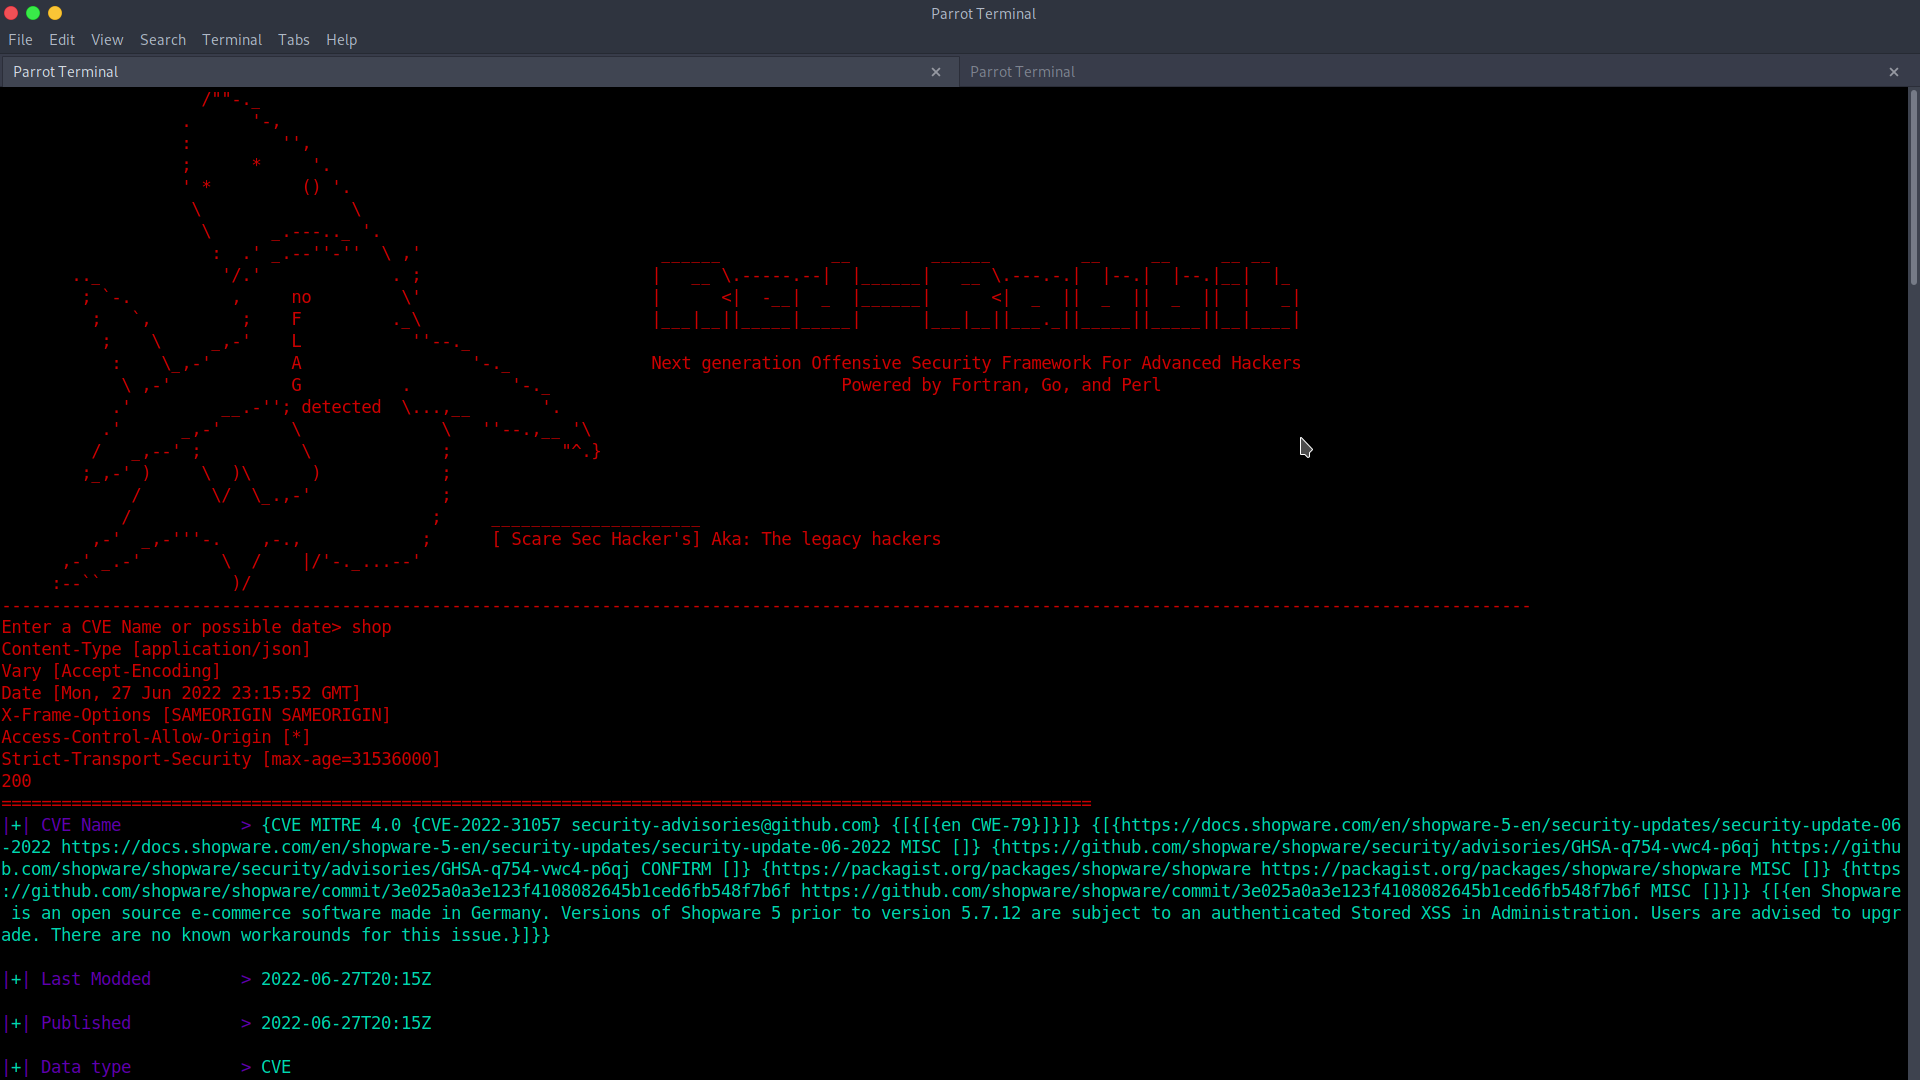 Parrot Terminal
File Edit View Search Terminal Tabs Help
Parrot Terminal × Parrot Terminal ×
Red-Rabbit
no
F
L
A
G
detected
Next generation Offensive Security Framework For Advanced Hackers
Powered by Fortran, Go, and Perl
[ Scare Sec Hacker's] Aka: The legacy hackers
Enter a CVE Name or possible date> shop
Content-Type [application/json]
Vary [Accept-Encoding]
Date [Mon, 27 Jun 2022 23:15:52 GMT]
X-Frame-Options [SAMEORIGIN SAMEORIGIN]
Access-Control-Allow-Origin [*]
Strict-Transport-Security [max-age=31536000]
200
|+| CVE Name > {CVE MITRE 4.0 {CVE-2022-31057 security-advisories@github.com} {[{[{en CWE-79}]}]} {[{https://docs.shopware.com/en/shopware-5-en/security-updates/security-update-06
-2022 https://docs.shopware.com/en/shopware-5-en/security-updates/security-update-06-2022 MISC []} {https://github.com/shopware/shopware/security/advisories/GHSA-q754-vwc4-p6qj https://githu
b.com/shopware/shopware/security/advisories/GHSA-q754-vwc4-p6qj CONFIRM []} {https://packagist.org/packages/shopware/shopware https://packagist.org/packages/shopware/shopware MISC []} {https
://github.com/shopware/shopware/commit/3e025a0a3e123f4108082645b1ced6fb548f7b6f https://github.com/shopware/shopware/commit/3e025a0a3e123f4108082645b1ced6fb548f7b6f MISC []}]} {[{en Shopware
is an open source e-commerce software made in Germany. Versions of Shopware 5 prior to version 5.7.12 are subject to an authenticated Stored XSS in Administration. Users are advised to upgr
ade. There are no known workarounds for this issue.}]}}
|+| Last Modded > 2022-06-27T20:15Z
|+| Published > 2022-06-27T20:15Z
|+| Data type > CVE